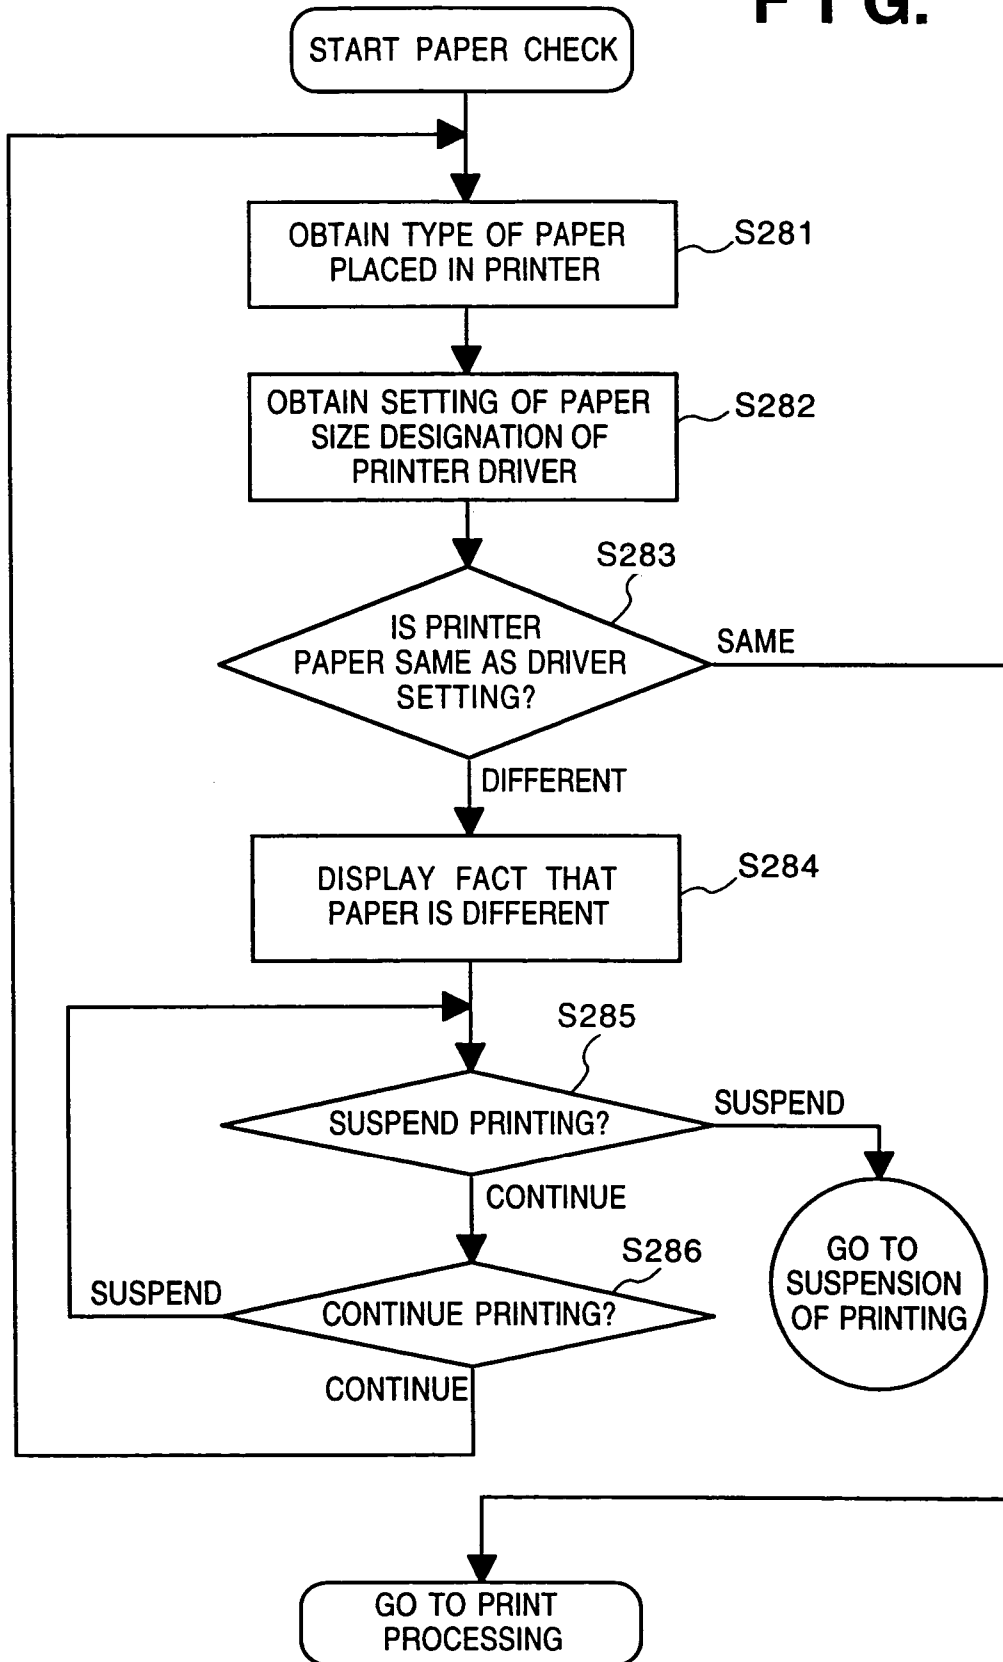 FIG.
START PAPER CHECK
OBTAIN TYPE OF PAPER
PLACED IN PRINTER
S281
OBTAIN SETTING OF PAPER
SIZE DESIGNATION OF
PRINTER DRIVER
S282
S283
IS PRINTER
PAPER SAME AS DRIVER
SETTING?
SAME
DIFFERENT
DISPLAY FACT THAT
PAPER IS DIFFERENT
S284
S285
SUSPEND PRINTING?
SUSPEND
CONTINUE
GO TO
SUSPENSION
OF PRINTING
S286
CONTINUE PRINTING?
SUSPEND
CONTINUE
GO TO PRINT
PROCESSING